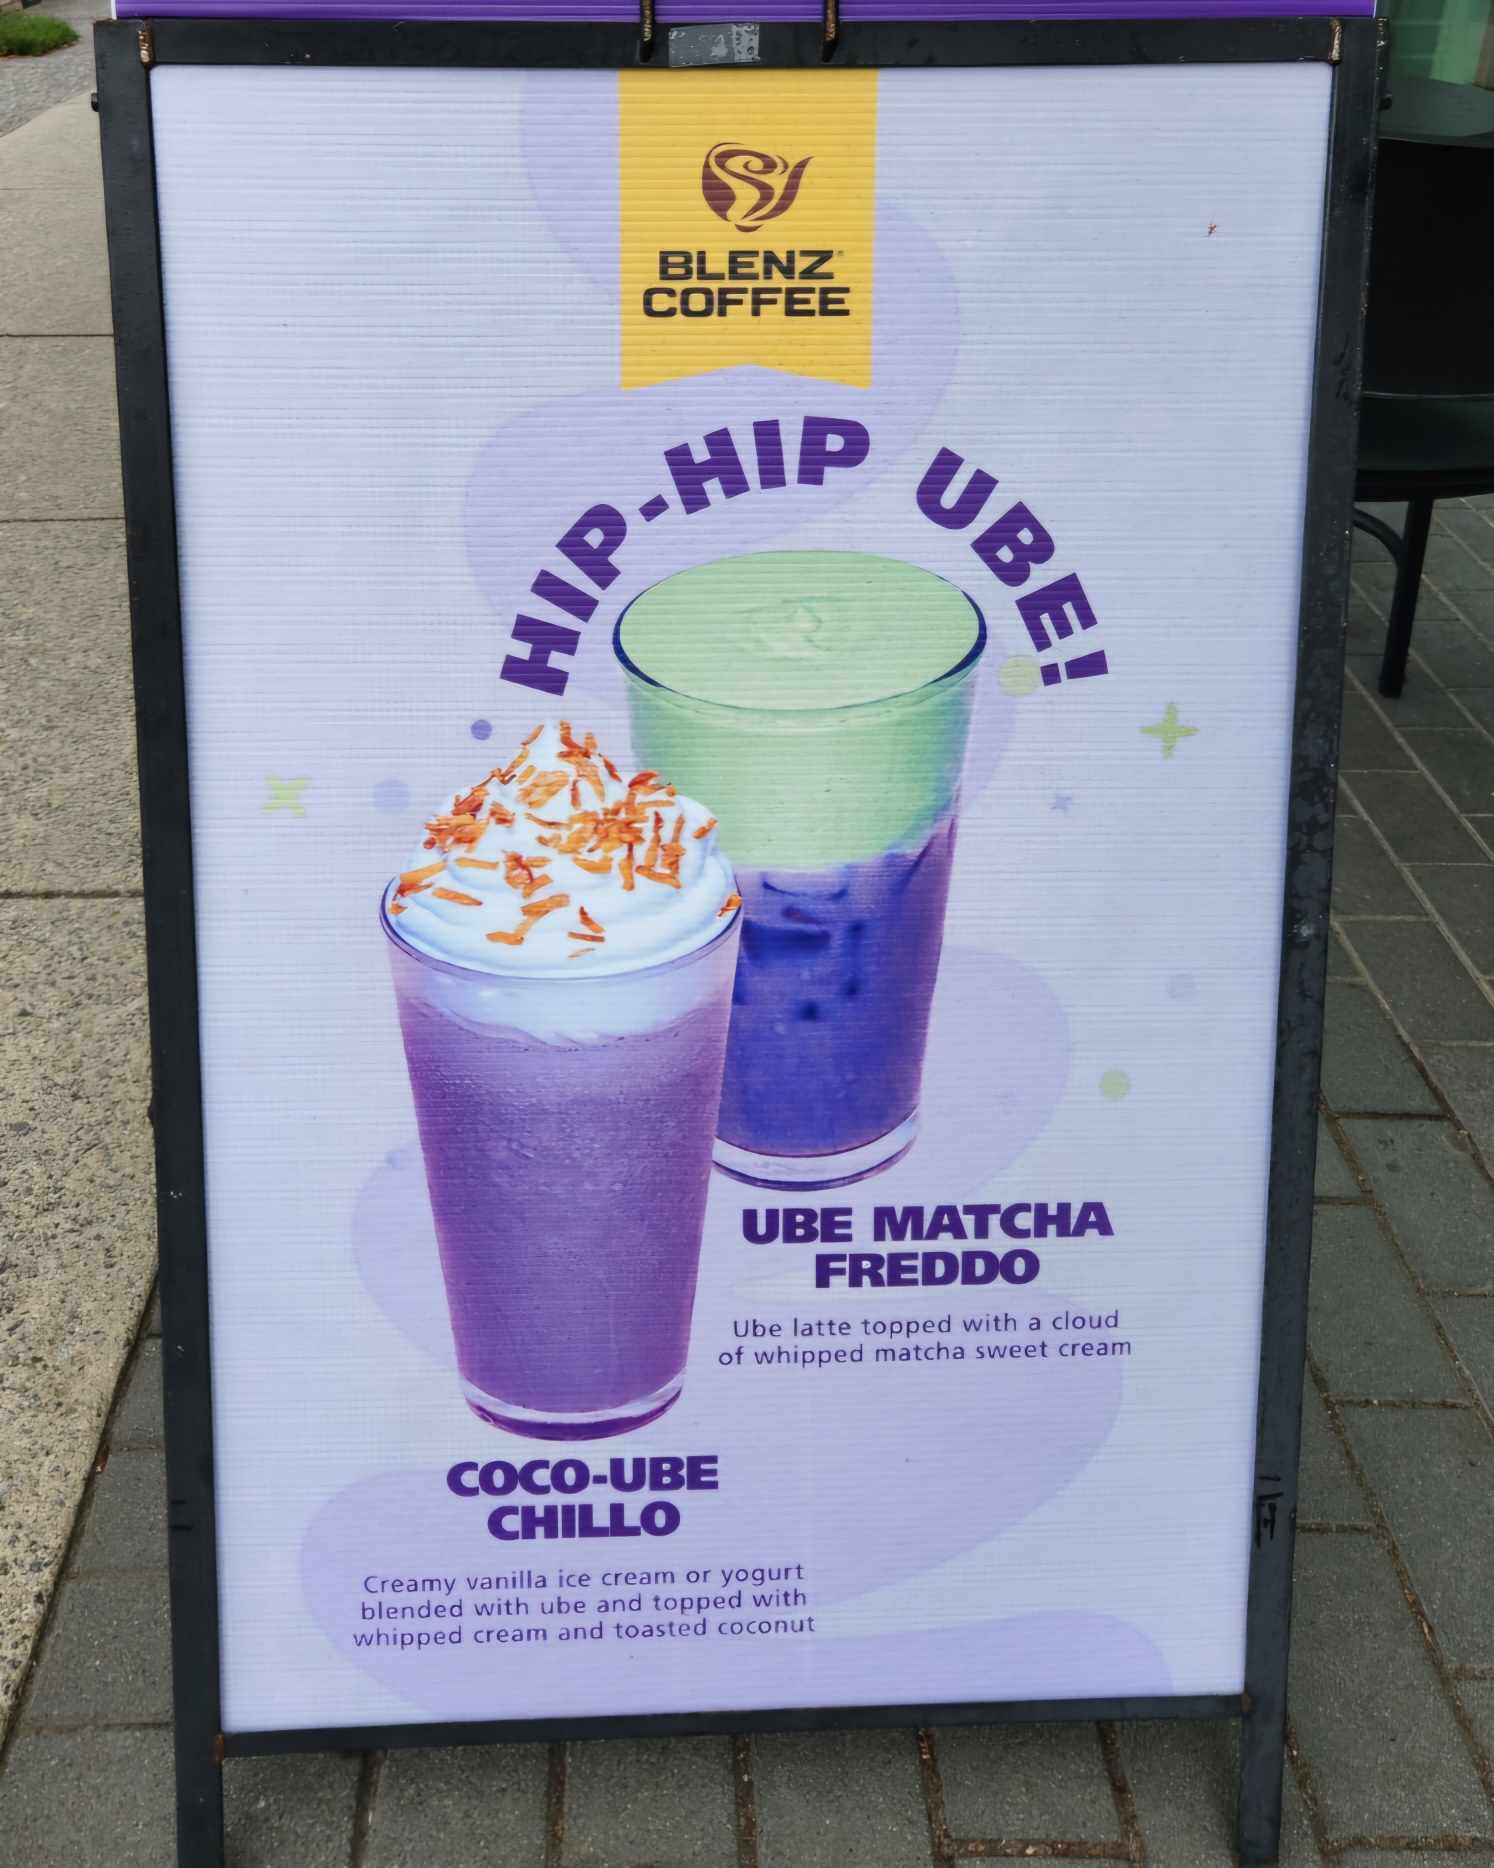 BLENZ
COFFEE
HIP-HIP UBE!
UBE MATCHA
FREDDO
Ube latte topped with a cloud
of whipped matcha sweet cream
COCO-UBE
CHILLO
Creamy vanilla ice cream or yogurt
blended with ube and topped with
whipped cream and toasted coconut